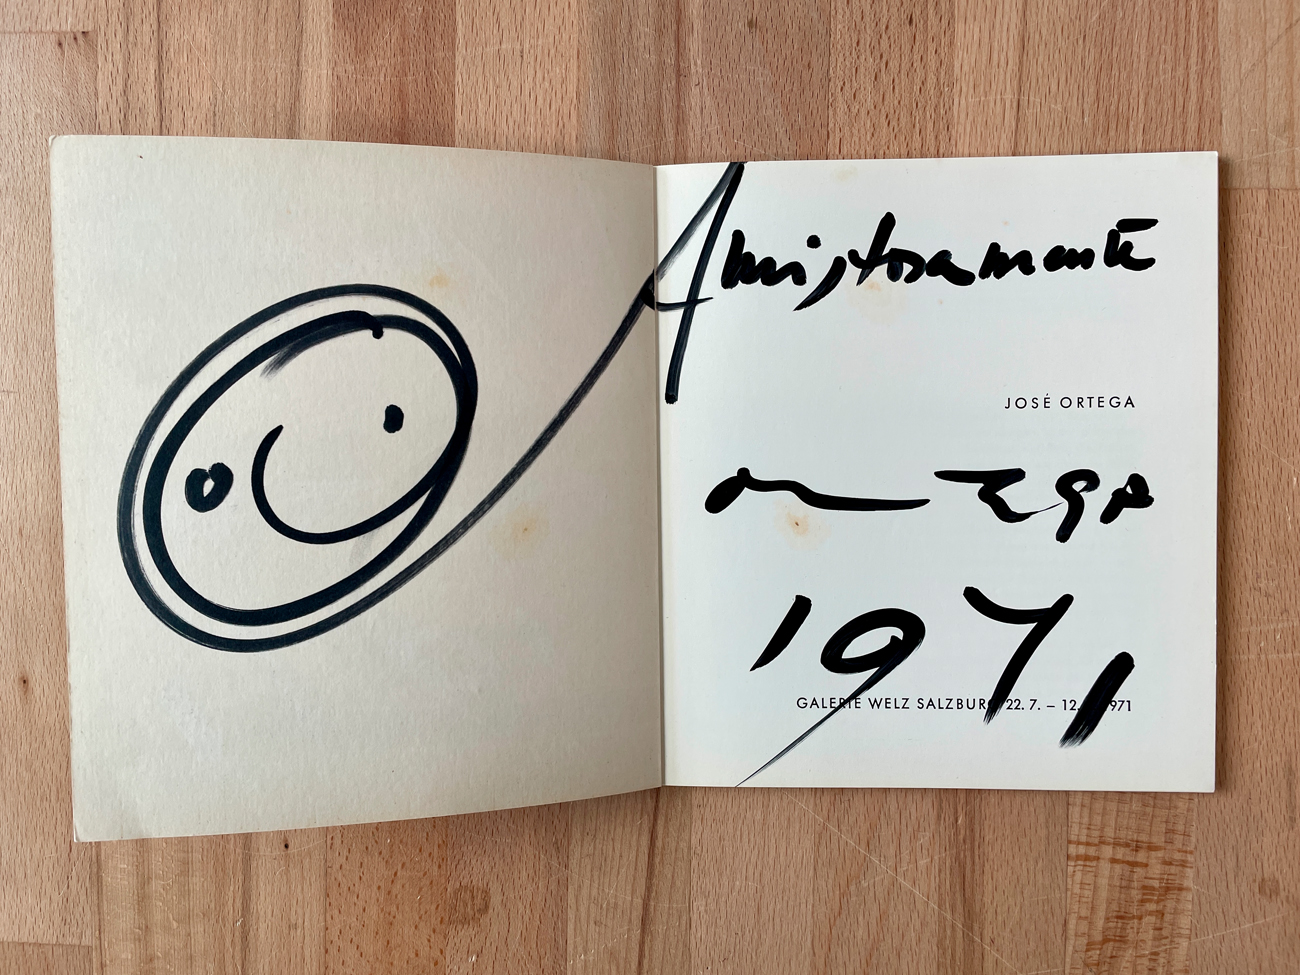 Amistosamente
JOSÉ ORTEGA
Ortega
1971
GALERIE WELZ SALZBURG 22. 7. – 12. 1971